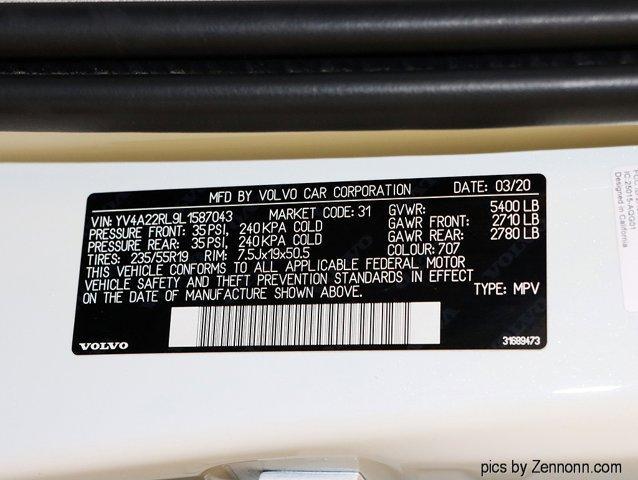 MFD BY VOLVO CAR CORPORATION DATE: 03/20
VIN: YV4A22RL9L1587043 MARKET CODE: 31 GVWR: 5400 LB
PRESSURE FRONT: 35 PSI, 240 KPA COLD GAWR FRONT: 2710 LB
PRESSURE REAR: 35 PSI, 240 KPA COLD GAWR REAR: 2780 LB
TIRES: 235/55R19 RIM: 7,5Jx19x50,5 COLOUR: 707
THIS VEHICLE CONFORMS TO ALL APPLICABLE FEDERAL MOTOR
VEHICLE SAFETY AND THEFT PREVENTION STANDARDS IN EFFECT
ON THE DATE OF MANUFACTURE SHOWN ABOVE. TYPE: MPV
VOLVO 31689473
Designed in California
pics by Zennonn.com